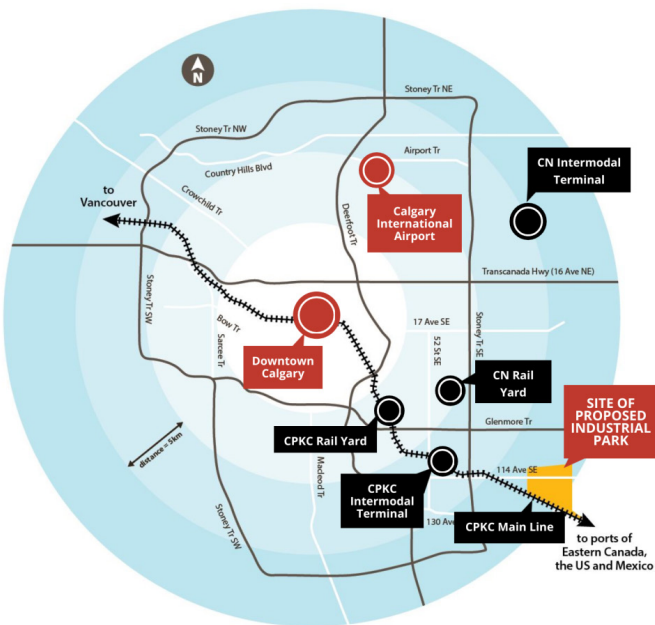 N
Stoney Tr NE
Stoney Tr NW
Airport Tr
Country Hills Blvd
CN Intermodal
Terminal
Crowchild Tr
to
Vancouver
Calgary
International
Airport
Deerfoot Tr
Transcanada Hwy (16 Ave NE)
Stoney Tr SW
17 Ave SE
Bow Tr
Sarcee Tr
52 St SE
Stoney Tr SE
Downtown
Calgary
CN Rail
Yard
SITE OF
PROPOSED
INDUSTRIAL
PARK
Glenmore Tr
CPKC Rail Yard
distance = 5km
Macleod Tr
114 Ave SE
CPKC
Intermodal
Terminal
Stoney Tr SW
130 Ave
CPKC Main Line
to ports of
Eastern Canada,
the US and Mexico